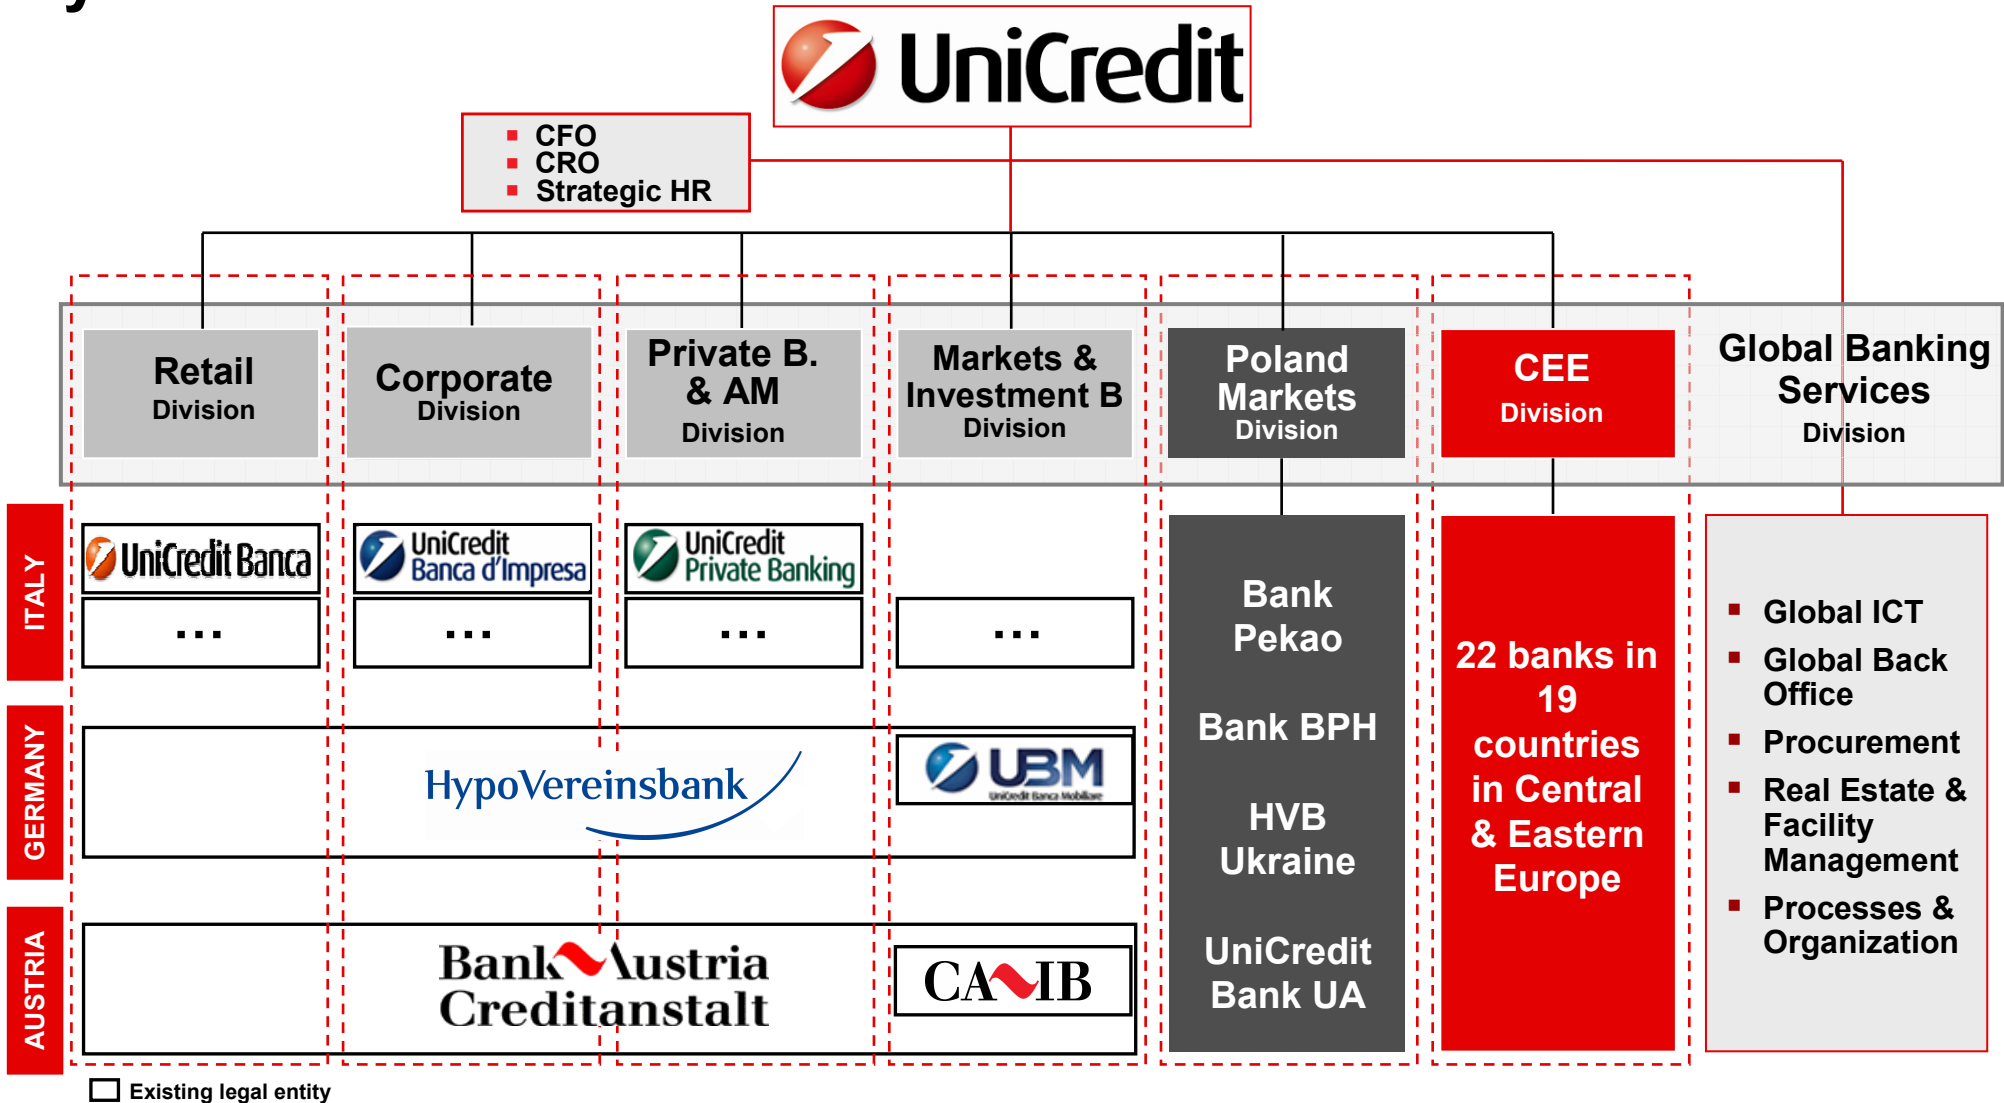 y
UniCredit
CFO
CRO
Strategic HR
Retail
Division
Corporate
Division
Private B.
& AM
Division
Markets &
Investment B
Division
Poland
Markets
Division
CEE
Division
Global Banking
Services
Division
ITALY
UniCredit Banca
UniCredit
Banca d'Impresa
UniCredit
Private Banking
...
...
...
...
GERMANY
HypoVereinsbank
UBM
UniCredit Banca Mobiliare
AUSTRIA
Bank Austria
Creditanstalt
CA IB
Bank
Pekao
Bank BPH
HVB
Ukraine
UniCredit
Bank UA
22 banks in
19
countries
in Central
& Eastern
Europe
Global ICT
Global Back
Office
Procurement
Real Estate &
Facility
Management
Processes &
Organization
Existing legal entity